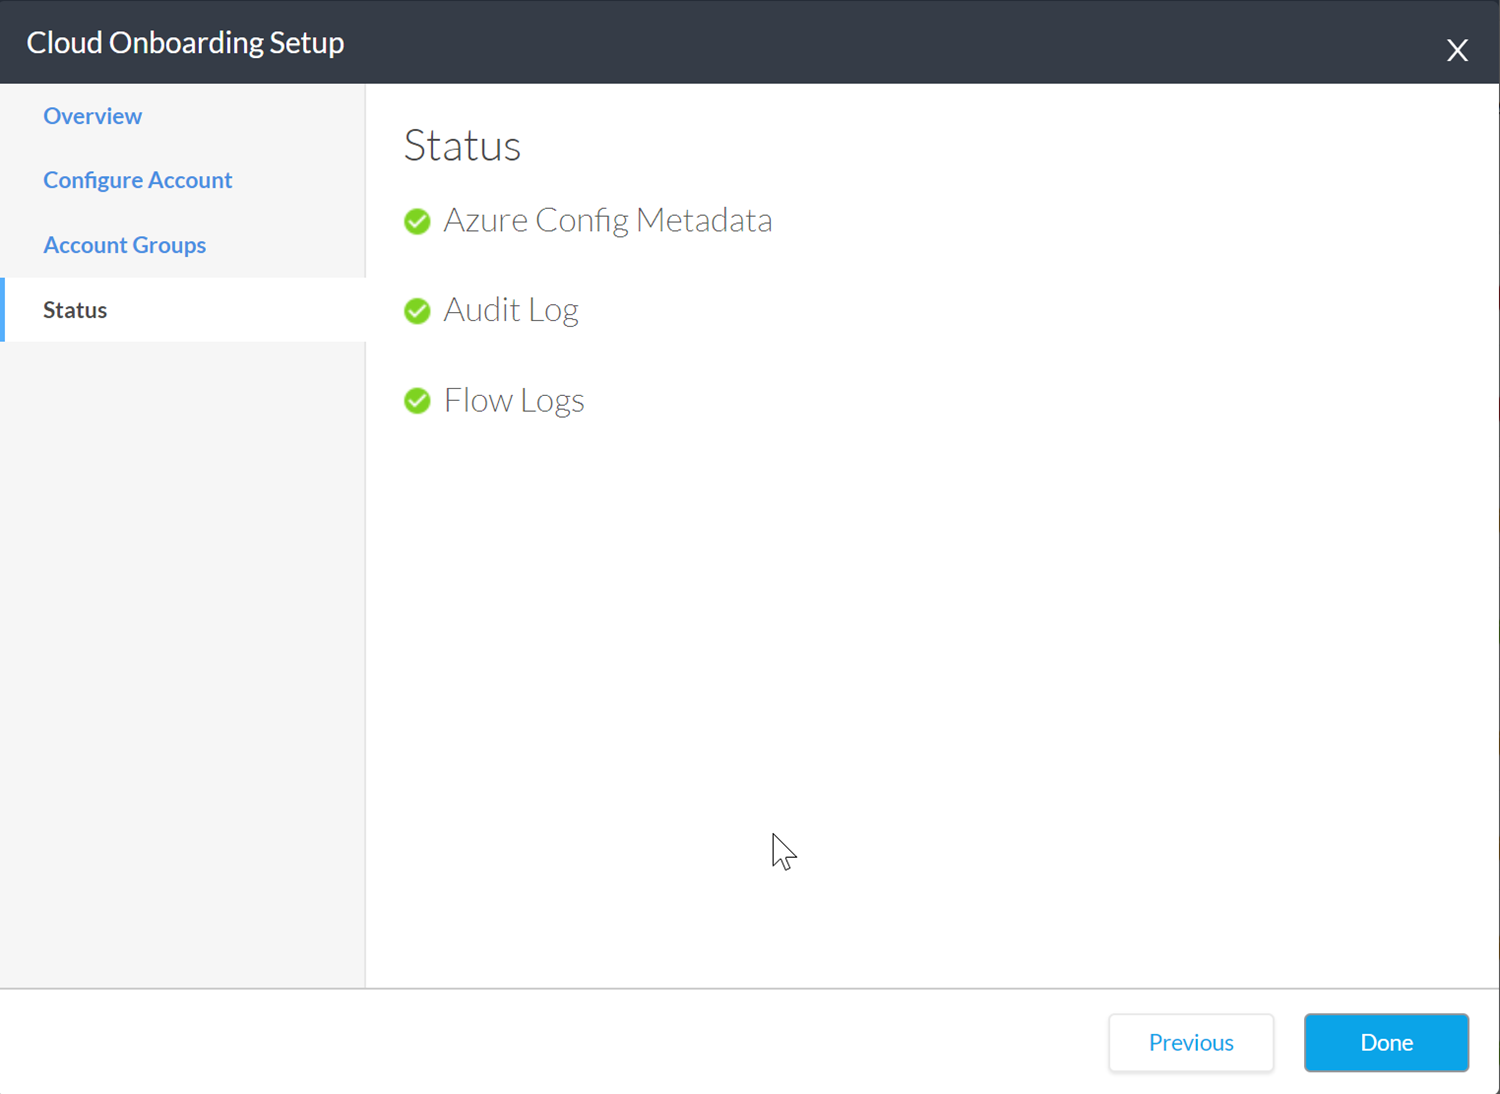 Cloud Onboarding Setup
X
Overview
Configure Account
Account Groups
Status
Status
Azure Config Metadata
Audit Log
Flow Logs
Previous
Done